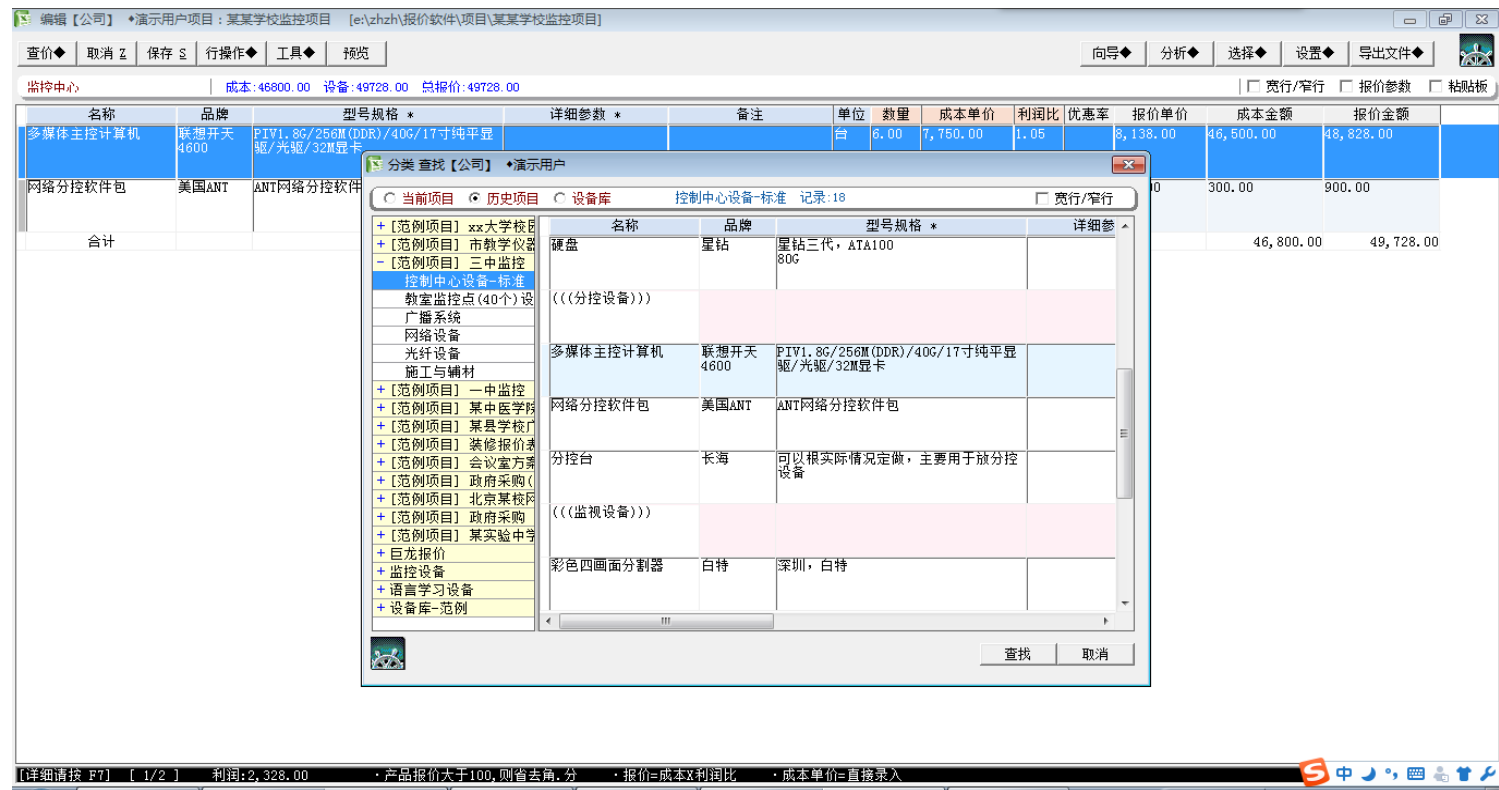 编辑【公司】 ◆演示用户项目：某某学校监控项目 [e:\zhzh\报价软件\项目\某某学校监控项目]
查价◆ 取消 Z 保存 S 行操作◆ 工具◆ 预览 向导◆ 分析◆ 选择◆ 设置◆ 导出文件◆
监控中心 成本:46800.00 设备:49728.00 总报价:49728.00 宽行/窄行 报价参数 粘贴板
名称 品牌 型号规格 * 详细参数 * 备注 单位 数量 成本单价 利润比 优惠率 报价单价 成本金额 报价金额
多媒体主控计算机 联想开天 PIV1.8G/256M(DDR)/40G/17寸纯平显 台 6.00 7,750.00 1.05 8,138.00 46,500.00 48,828.00
4600 驱/光驱/32M显卡
网络分控软件包 美国ANT ANT网络分控软件 300.00 900.00
合计 46,800.00 49,728.00
分类 查找【公司】 ◆演示用户
当前项目 历史项目 设备库 控制中心设备-标准 记录:18 宽行/窄行
+ [范例项目] xx大学校
+ [范例项目] 市教学仪器
- [范例项目] 三中监控
控制中心设备-标准
教室监控点(40个)设
广播系统
网络设备
光纤设备
施工与辅材
+ [范例项目] 一中监控
+ [范例项目] 某中医学院
+ [范例项目] 某县学校广
+ [范例项目] 装修报价表
+ [范例项目] 会议室方案
+ [范例项目] 政府采购(
+ [范例项目] 北京某校网
+ [范例项目] 政府采购
+ [范例项目] 某实验中学
+ 巨龙报价
+ 监控设备
+ 语言学习设备
+ 设备库-范例
名称 品牌 型号规格 * 详细参
硬盘 星钻 星钻三代，ATA100
80G
(((分控设备)))
多媒体主控计算机 联想开天 PIV1.8G/256M(DDR)/40G/17寸纯平显
4600 驱/光驱/32M显卡
网络分控软件包 美国ANT ANT网络分控软件包
分控台 长海 可以根实际情况定做，主要用于放分控
设备
(((监视设备)))
彩色四画面分割器 白特 深圳，白特
查找 取消
[详细请按 F7] [ 1/2 ] 利润:2,328.00 ·产品报价大于100,则省去角.分 ·报价=成本X利润比 ·成本单价=直接录入
中